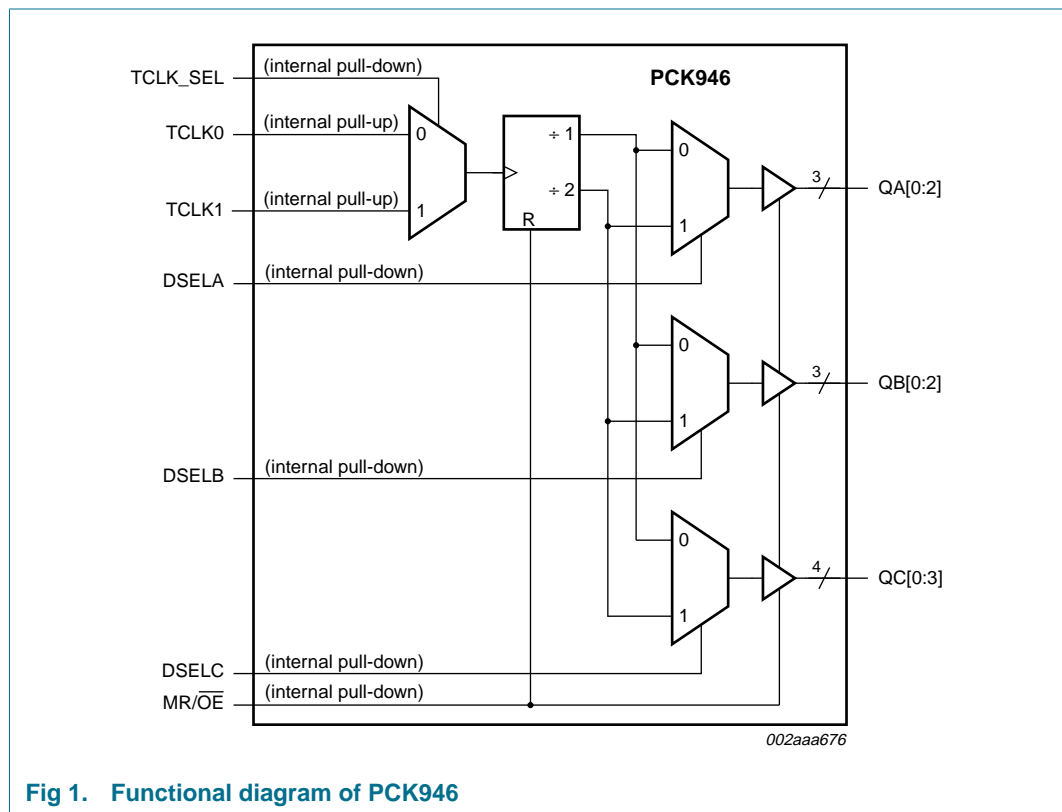 PCK946
TCLK_SEL (internal pull-down)
TCLK0 (internal pull-up) 0
TCLK1 (internal pull-up) 1
÷ 1
÷ 2
R
0
1
3
QA[0:2]
DSELA (internal pull-down)
0
1
3
QB[0:2]
DSELB (internal pull-down)
0
1
4
QC[0:3]
DSELC (internal pull-down)
MR/O̅E̅ (internal pull-down)
002aaa676
Fig 1. Functional diagram of PCK946